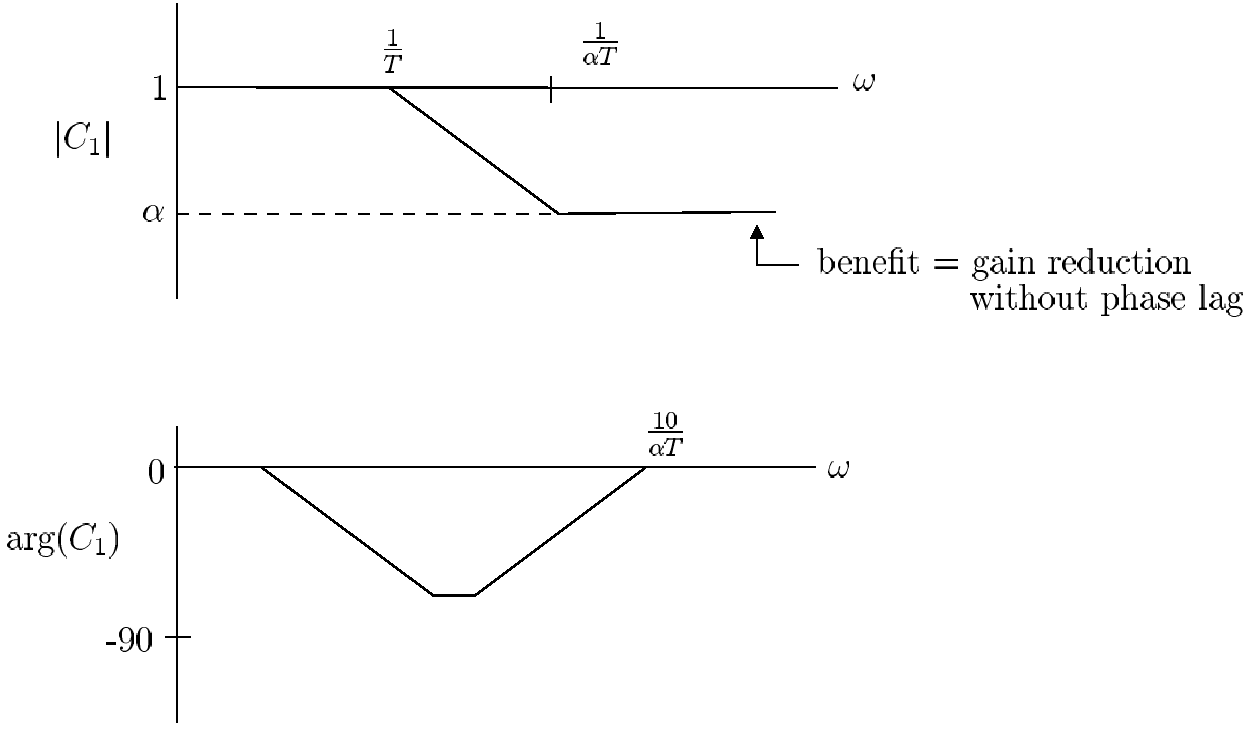 1/T
1/αT
1
ω
|C₁|
α
benefit = gain reduction
without phase lag
10/αT
0
ω
arg(C₁)
-90